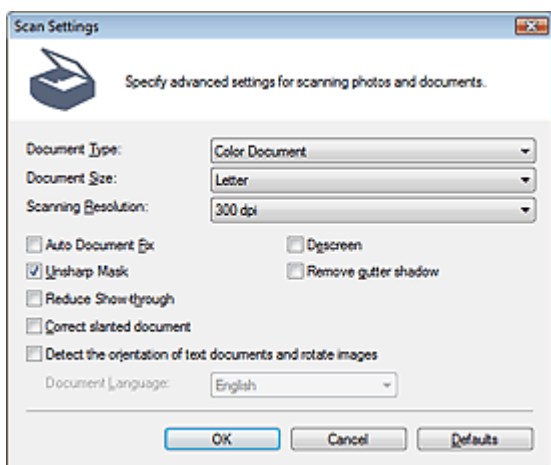 Scan Settings
Specify advanced settings for scanning photos and documents.
Document Type: Color Document
Document Size: Letter
Scanning Resolution: 300 dpi
Auto Document Fix Descreen
Unsharp Mask Remove gutter shadow
Reduce Show-through
Correct slanted document
Detect the orientation of text documents and rotate images
Document Language: English
OK Cancel Defaults